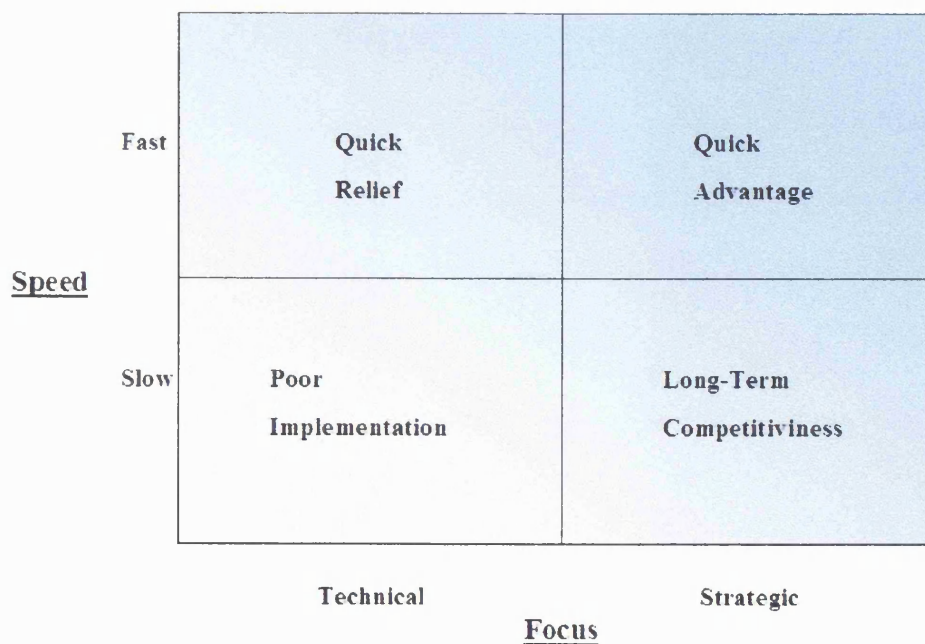 Fast
Quick
Relief
Quick
Advantage
Speed
Slow
Poor
Implementation
Long-Term
Competitiviness
Technical
Strategic
Focus